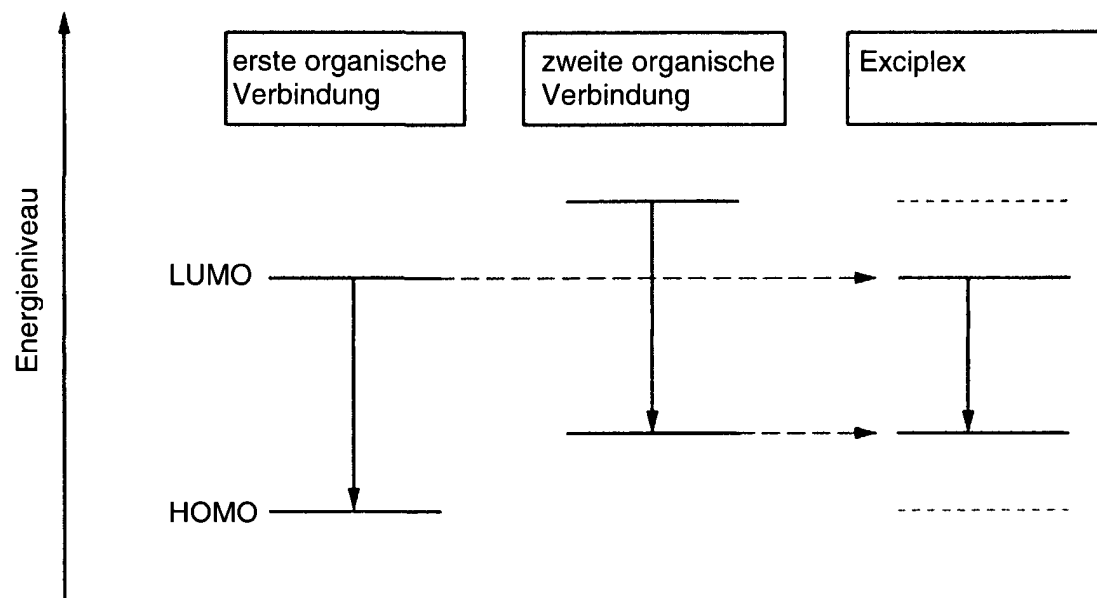 erste organische
Verbindung
zweite organische
Verbindung
Exciplex
Energieniveau
LUMO
HOMO